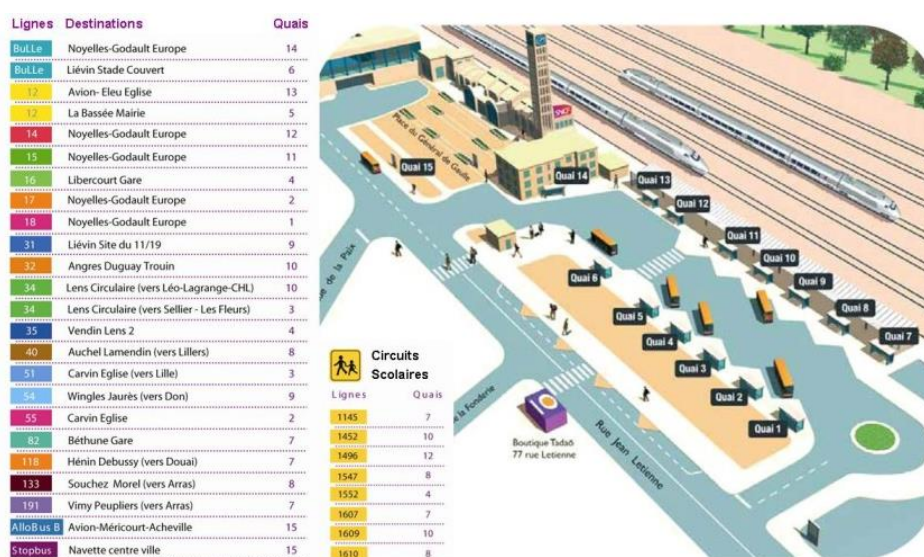 Lignes Destinations Quais
BuLLe Noyelles-Godault Europe 14
BuLLe Liévin Stade Couvert 6
12 Avion- Eleu Eglise 13
12 La Bassée Mairie 5
14 Noyelles-Godault Europe 12
15 Noyelles-Godault Europe 11
16 Libercourt Gare 4
17 Noyelles-Godault Europe 2
18 Noyelles-Godault Europe 1
31 Liévin Site du 11/19 9
32 Angres Duguay Trouin 10
34 Lens Circulaire (vers Léo-Lagrange-CHL) 10
34 Lens Circulaire (vers Sellier - Les Fleurs) 3
35 Vendin Lens 2 4
40 Auchel Lamendin (vers Lillers) 8
51 Carvin Eglise (vers Lille) 3
54 Wingles Jaurès (vers Don) 9
55 Carvin Eglise 2
82 Béthune Gare 7
118 Hénin Debussy (vers Douai) 7
133 Souchez Morel (vers Arras) 8
191 Vimy Peupliers (vers Arras) 7
AlloBus B Avion-Méricourt-Acheville 15
Stopbus Navette centre ville 15
Circuits
Scolaires
Lignes Quais
1145 7
1452 10
1496 12
1547 8
1552 4
1607 7
1609 10
1610 8
SNCF
Place du Général de Gaulle
Quai 15
Quai 14
Quai 13
Quai 12
Quai 11
Quai 10
Quai 9
Quai 8
Quai 7
Quai 6
Quai 5
Quai 4
Quai 3
Quai 2
Quai 1
de la Paix
la Fonderie
Rue Jean Letienne
Boutique Tadaó
77 rue Letienne